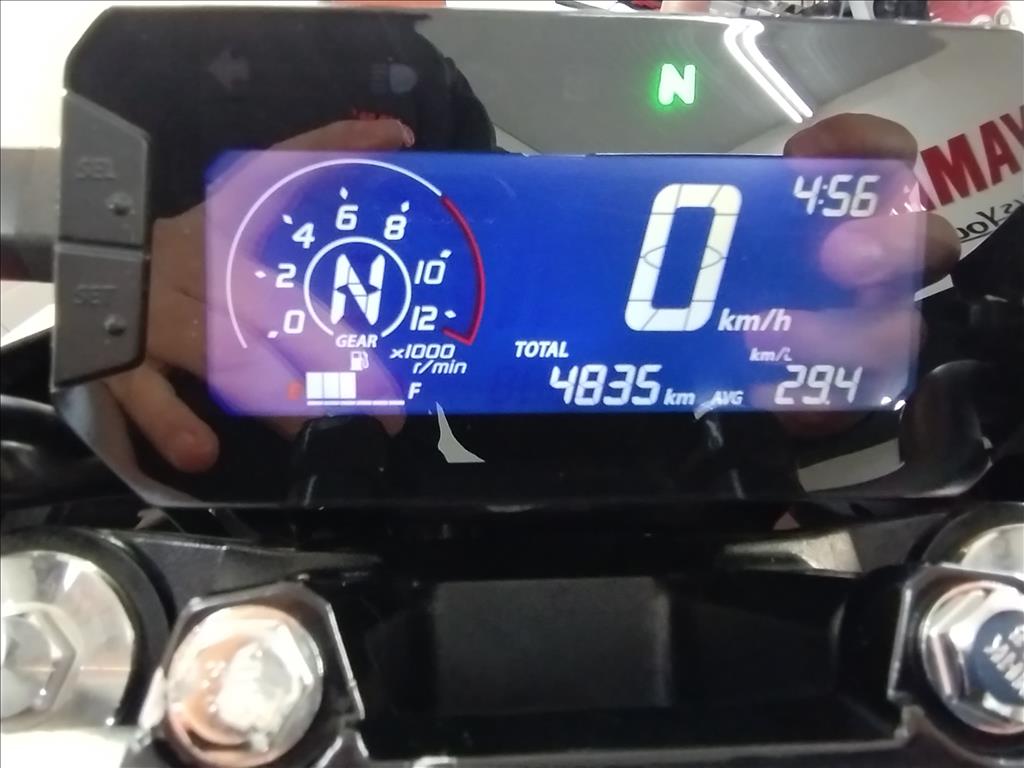 N
SEL
SET
AMAY
4:56
0
km/h
0
2
4
6
8
10
12
N
GEAR
x1000
r/min
E
F
TOTAL
4835 km
km/L
AVG 29.4